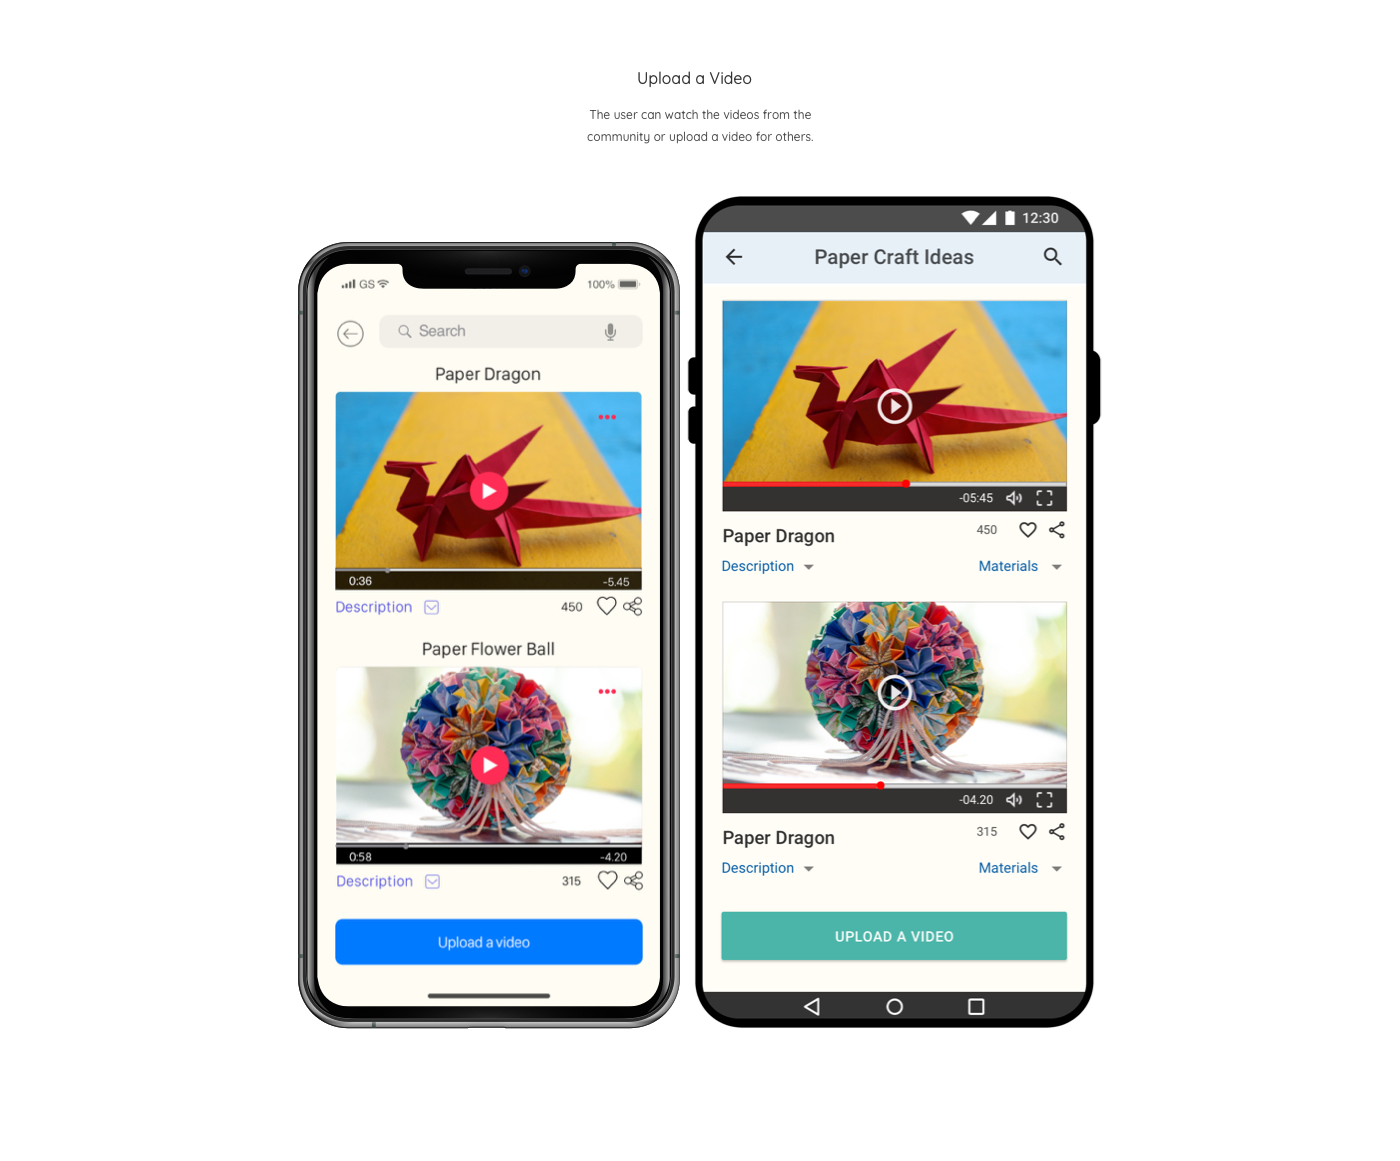 Upload a Video
The user can watch the videos from the
community or upload a video for others.
GS
100%
Search
Paper Dragon
0:36
-5.45
Description
450
Paper Flower Ball
0:58
-4.20
Description
315
Upload a video
12:30
Paper Craft Ideas
-05:45
Paper Dragon
450
Description
Materials
-04.20
Paper Dragon
315
Description
Materials
UPLOAD A VIDEO